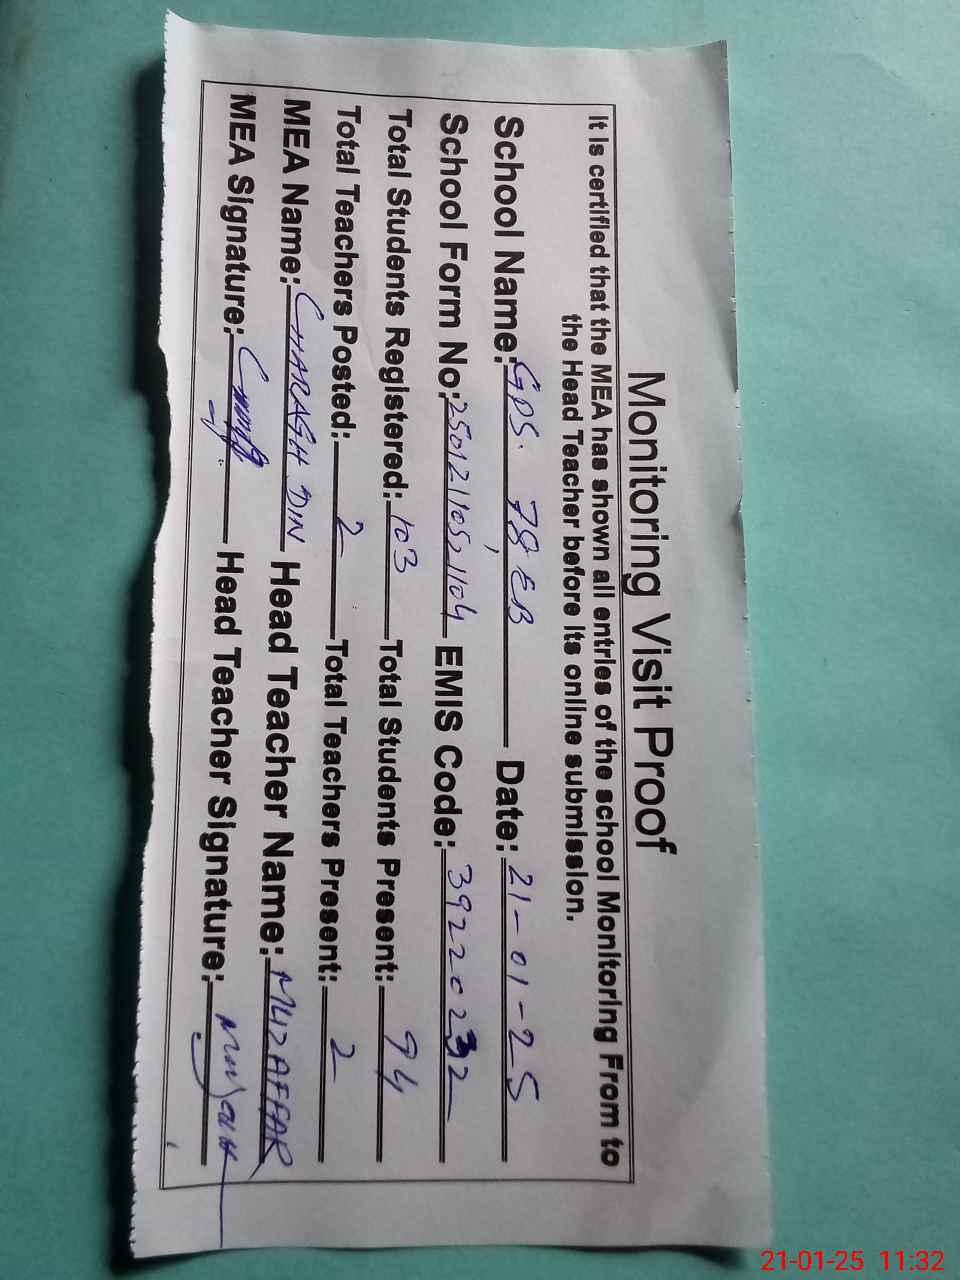 Monitoring Visit Proof
It is certified that the MEA has shown all entries of the school Monitoring From to
the Head Teacher before its online submission.
School Name: GPS. 78 EB Date: 21-01-25
School Form No: 250121105,1104 EMIS Code: 39220232
Total Students Registered: 103 Total Students Present: 94
Total Teachers Posted: 2 Total Teachers Present: 2
MEA Name: CHARAGH DIN Head Teacher Name: MUZAFFAR
MEA Signature: Head Teacher Signature:
21-01-25 11:32